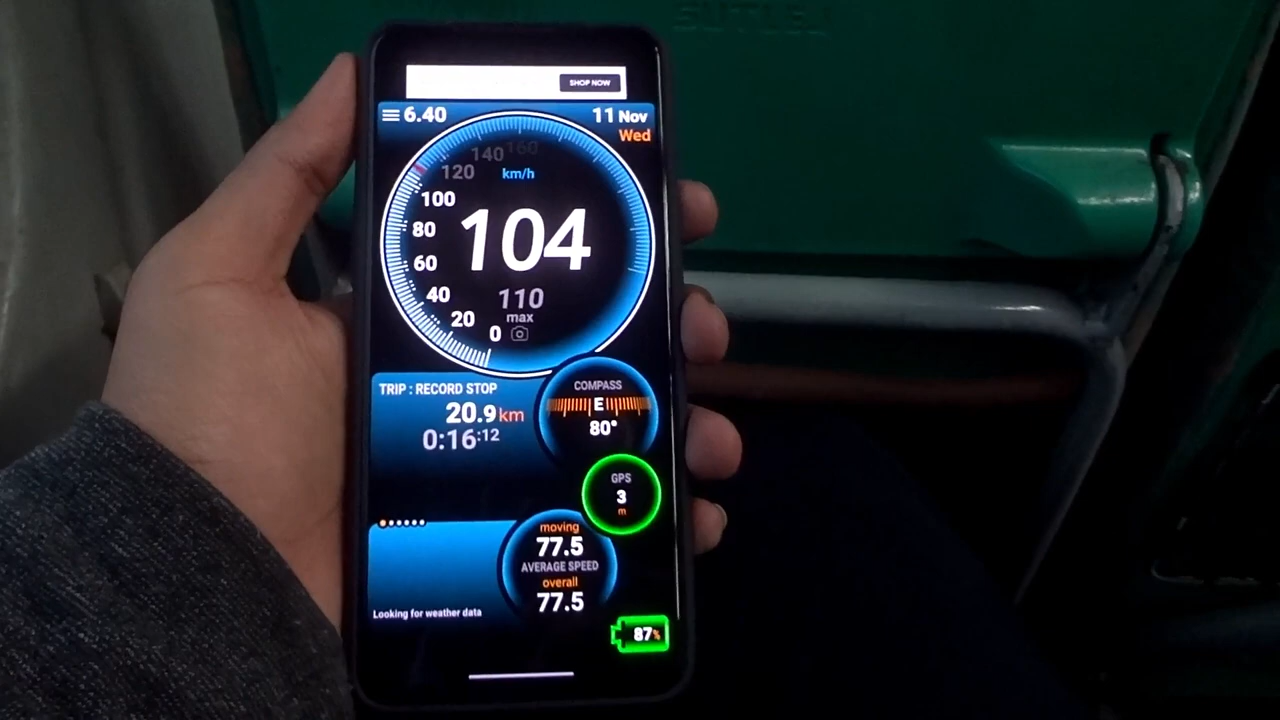 SUTLEJ
SHOP NOW
6.40
11 Nov
Wed
140 160
120
km/h
100
80
104
60
40
110
20
max
0
TRIP : RECORD STOP
COMPASS
20.9 km
E
0:16:12
80°
GPS
3
m
moving
77.5
AVERAGE SPEED
overall
77.5
Looking for weather data
87%